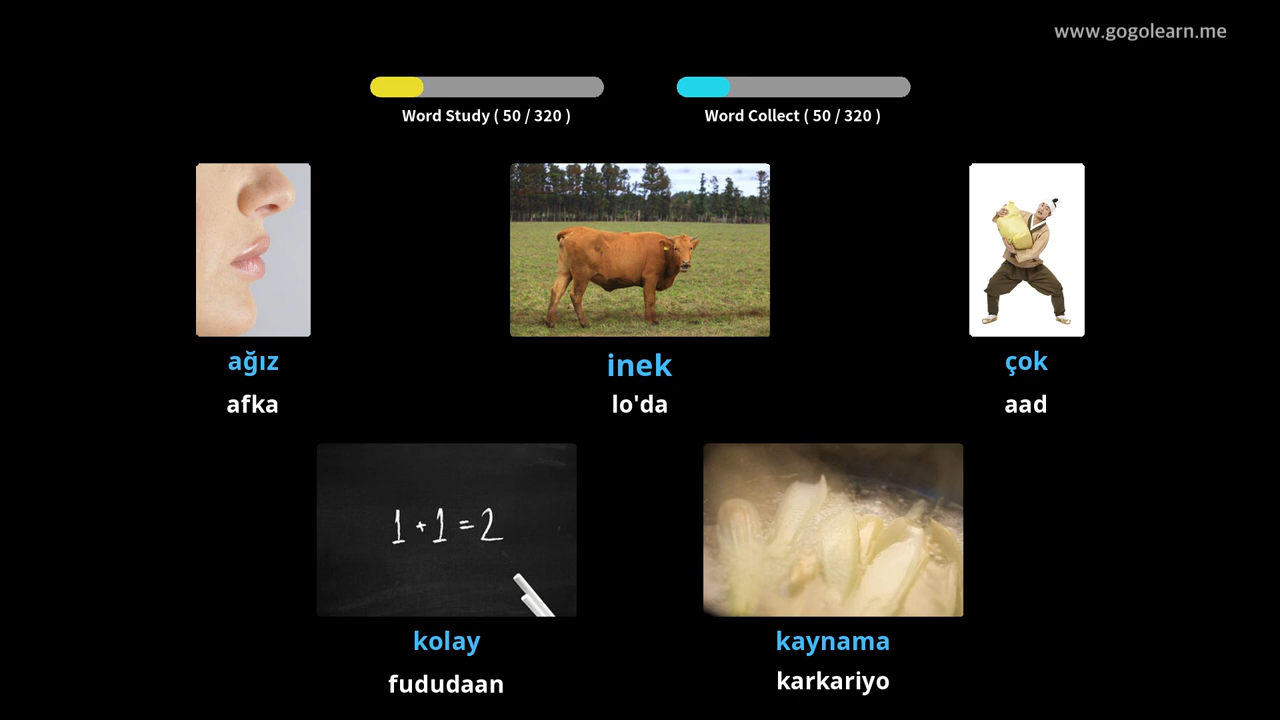 www.gogolearn.me
Word Study ( 50 / 320 )
Word Collect ( 50 / 320 )
ağız
afka
inek
lo'da
çok
aad
1 + 1 = 2
kolay
fududaan
kaynama
karkariyo